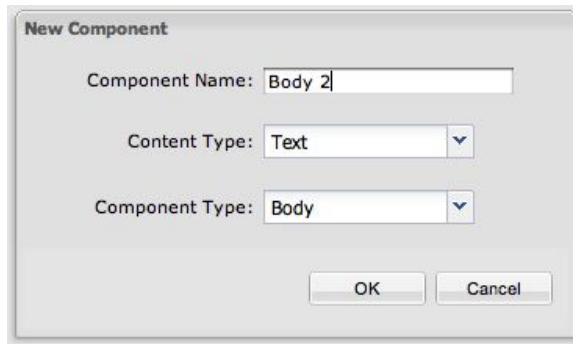 New Component
Component Name: Body 2
Content Type: Text
Component Type: Body
OK Cancel